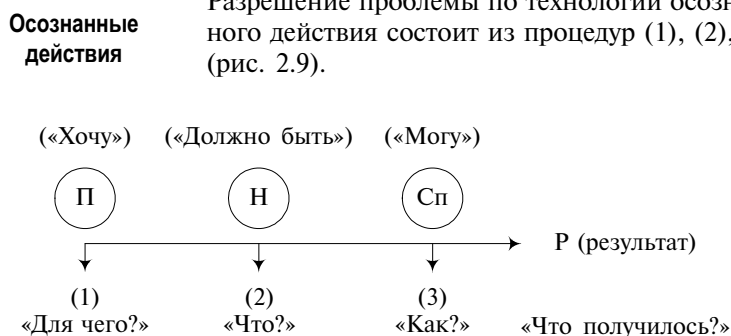 Осознанные
действия
Разрешение проблемы по технологии осозн
ного действия состоит из процедур (1), (2),
(рис. 2.9).
(«Хочу») («Должно быть») («Могу»)
П Н Сп
Р (результат)
(1) (2) (3)
«Для чего?» «Что?» «Как?» «Что получилось?»